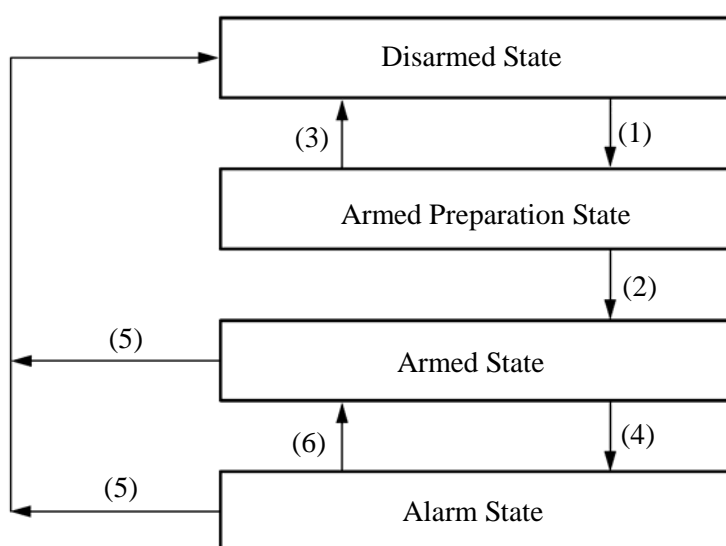 Disarmed State
(3)
(1)
Armed Preparation State
(2)
(5)
Armed State
(6)
(4)
(5)
Alarm State